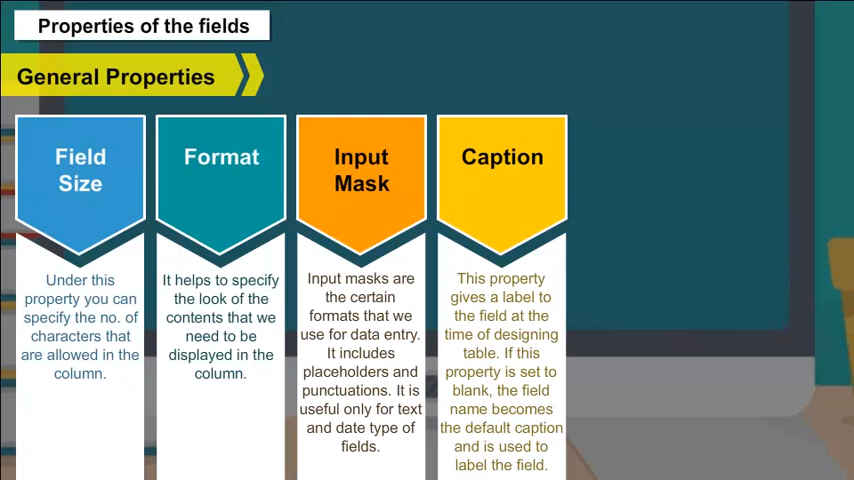 Properties of the fields
General Properties
Field
Size
Under this
property you can
specify the no. of
characters that
are allowed in the
column.
Format
It helps to specify
the look of the
contents that we
need to be
displayed in the
column.
Input
Mask
Input masks are
the certain
formats that we
use for data entry.
It includes
placeholders and
punctuations. It is
useful only for text
and date type of
fields.
Caption
This property
gives a label to
the field at the
time of designing
table. If this
property is set to
blank, the field
name becomes
the default caption
and is used to
label the field.